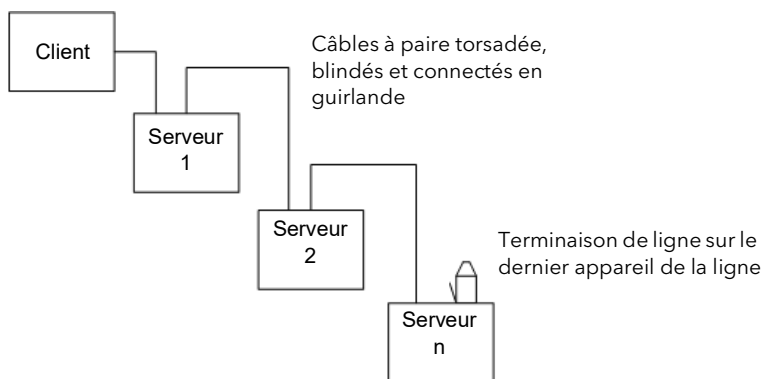 Client
Câbles à paire torsadée,
blindés et connectés en
guirlande
Serveur
1
Serveur
2
Terminaison de ligne sur le
dernier appareil de la ligne
Serveur
n